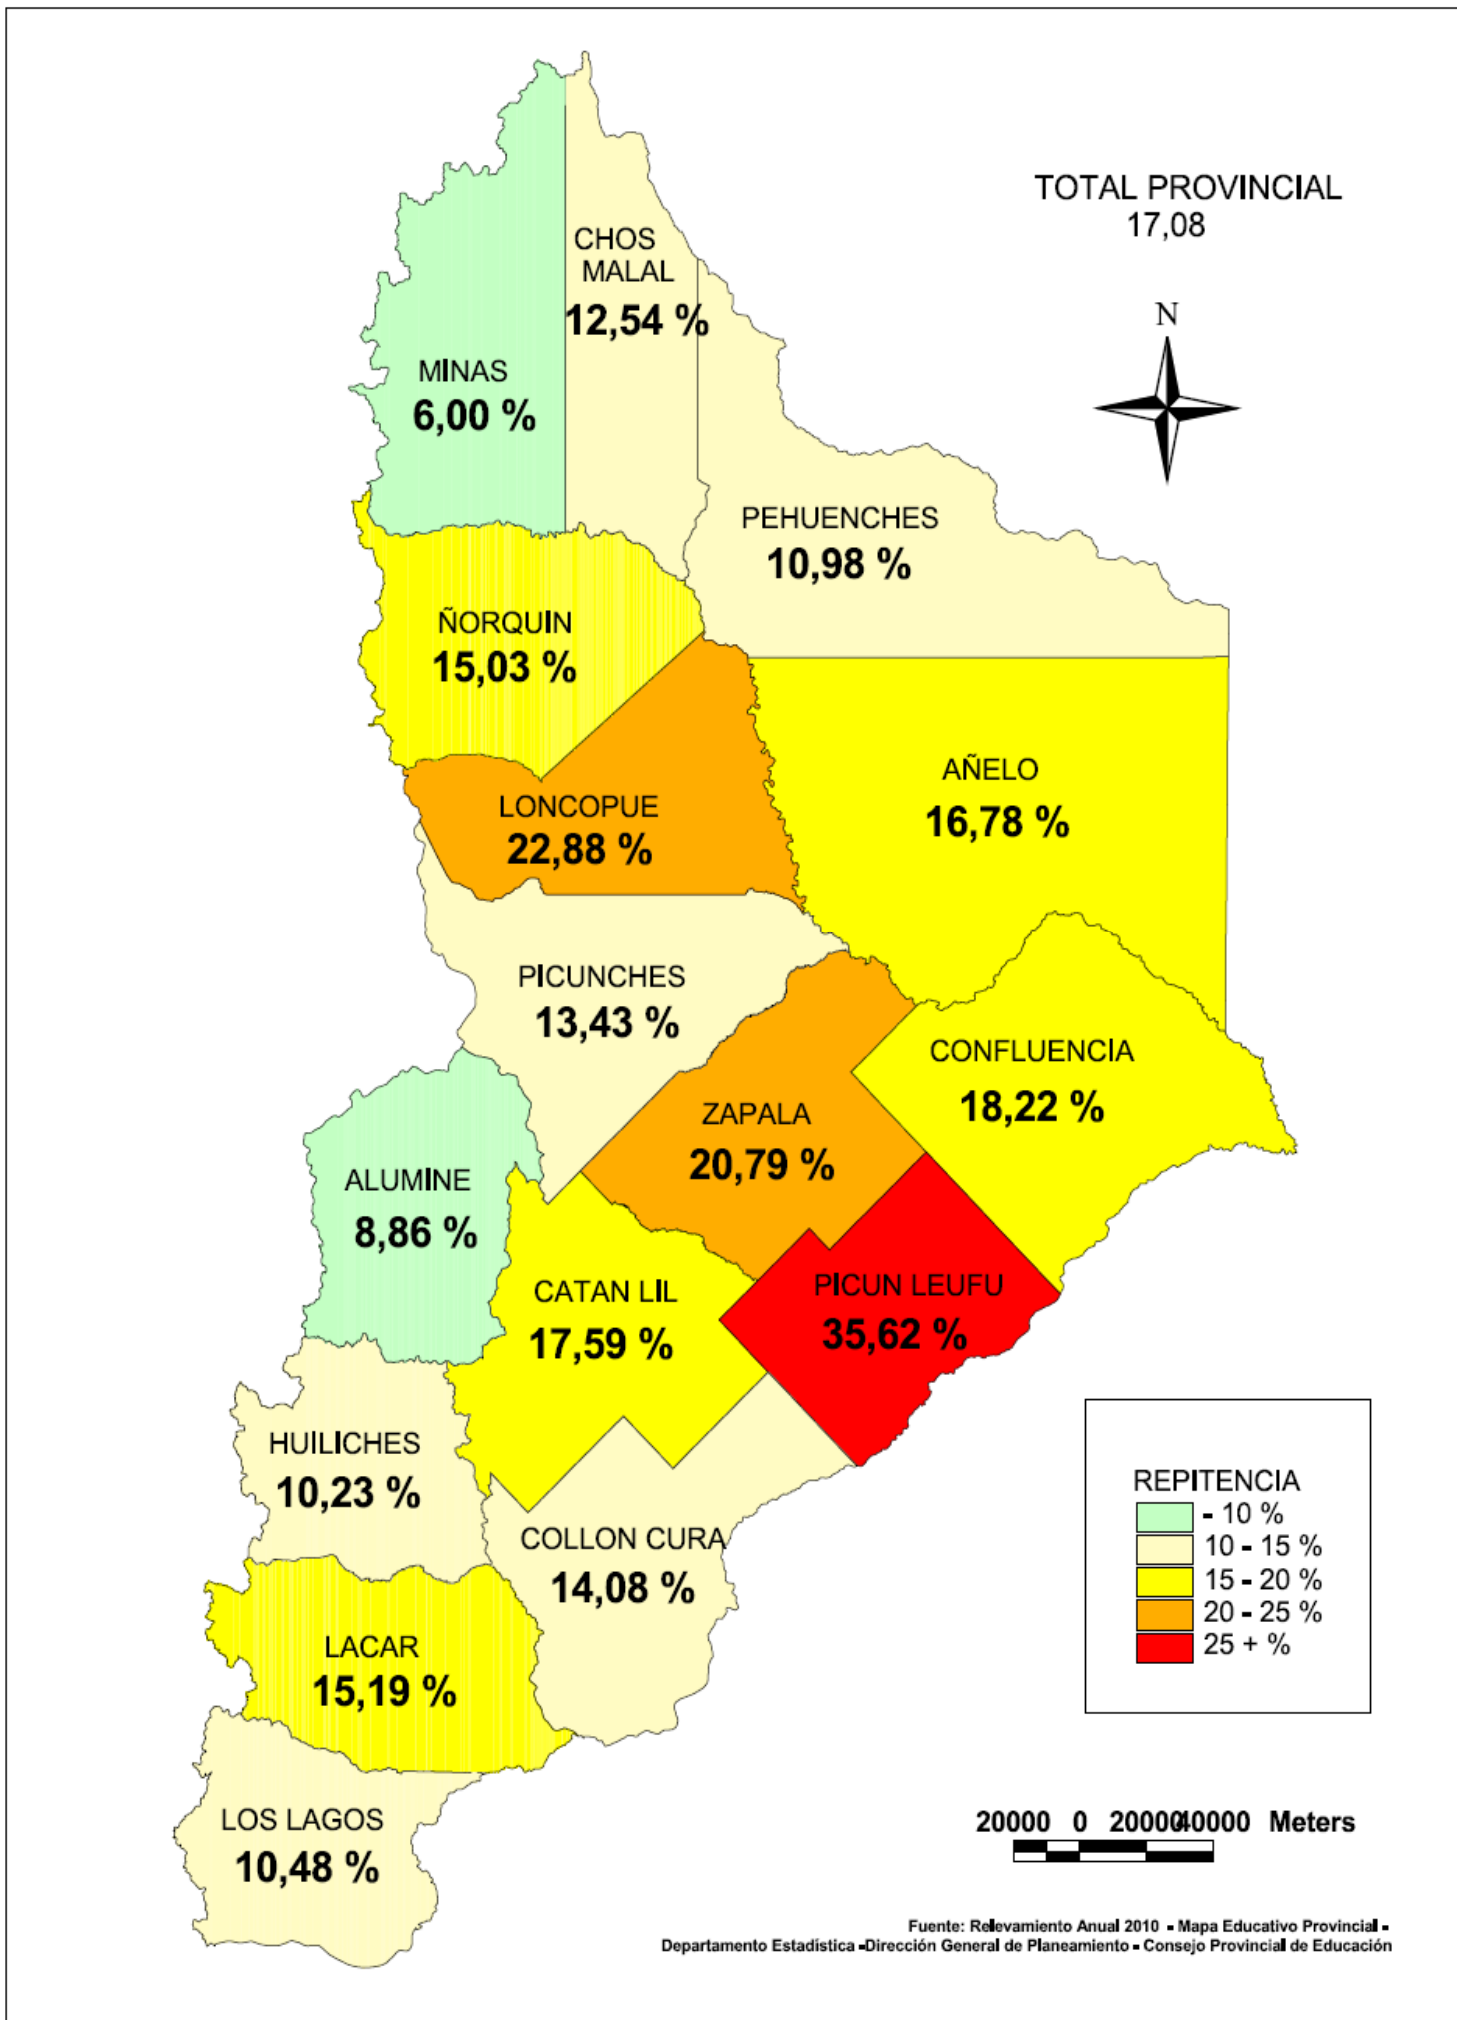 TOTAL PROVINCIAL
17,08
N
CHOS
MALAL
12,54 %
MINAS
6,00 %
PEHUENCHES
10,98 %
ÑORQUIN
15,03 %
AÑELO
16,78 %
LONCOPUE
22,88 %
PICUNCHES
13,43 %
CONFLUENCIA
18,22 %
ZAPALA
20,79 %
ALUMINE
8,86 %
CATAN LIL
17,59 %
PICUN LEUFU
35,62 %
HUILICHES
10,23 %
COLLON CURA
14,08 %
LACAR
15,19 %
LOS LAGOS
10,48 %
REPITENCIA
- 10 %
10 - 15 %
15 - 20 %
20 - 25 %
25 + %
20000 0 20000 40000 Meters
Fuente: Relevamiento Anual 2010 - Mapa Educativo Provincial -
Departamento Estadística -Dirección General de Planeamiento - Consejo Provincial de Educación